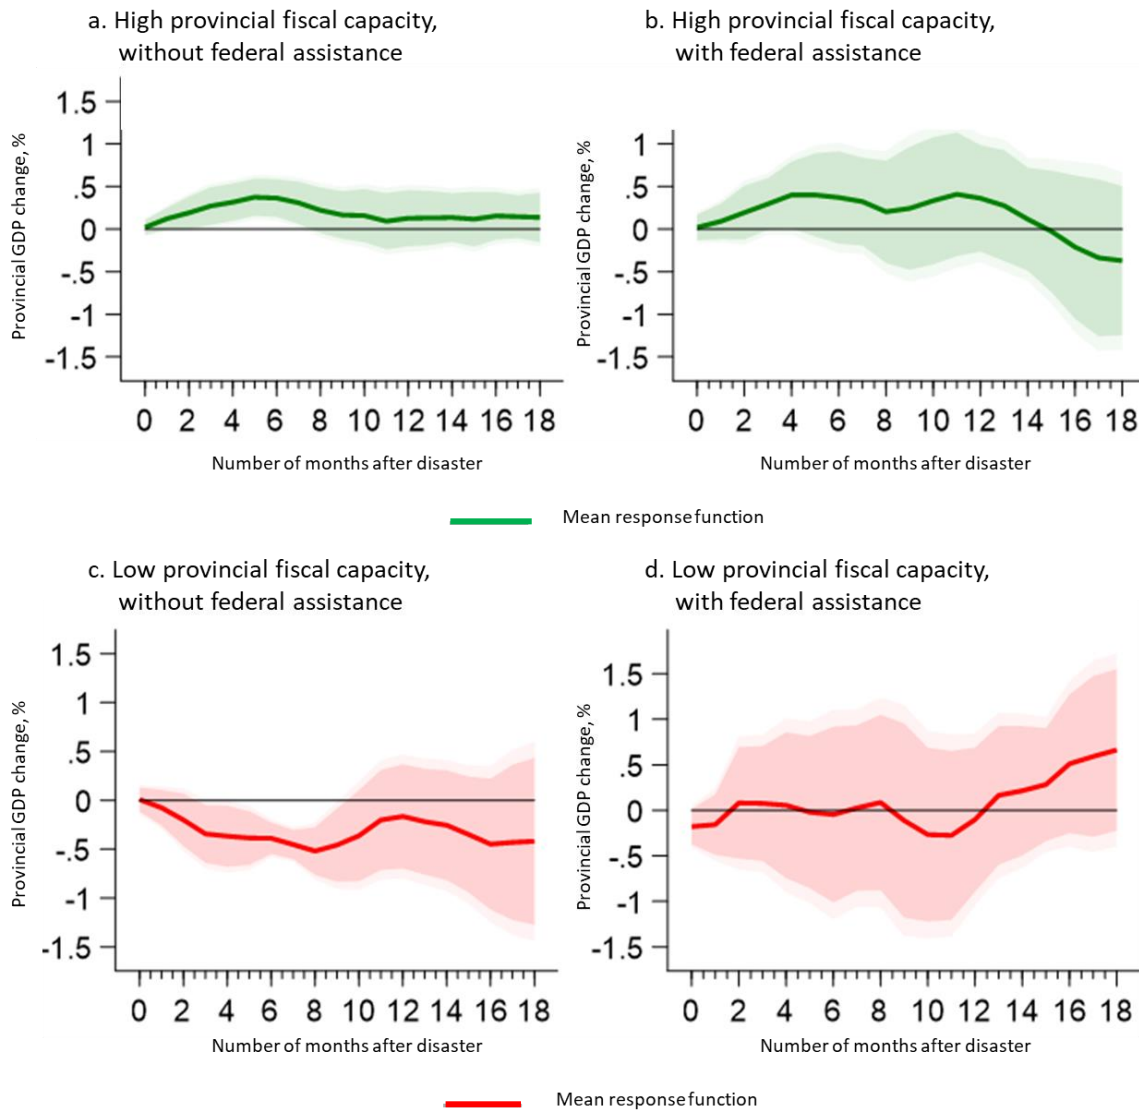 a. High provincial fiscal capacity,
without federal assistance
b. High provincial fiscal capacity,
with federal assistance
Provincial GDP change, %
1.5
1
.5
0
-.5
-1
-1.5
0 2 4 6 8 10 12 14 16 18
Number of months after disaster
Provincial GDP change, %
1
.5
0
-.5
-1
-1.5
0 2 4 6 8 10 12 14 16 18
Number of months after disaster
Mean response function
c. Low provincial fiscal capacity,
without federal assistance
d. Low provincial fiscal capacity,
with federal assistance
Provincial GDP change, %
1.5
1
.5
0
-.5
-1
-1.5
0 2 4 6 8 10 12 14 16 18
Number of months after disaster
Provincial GDP change, %
1.5
1
.5
0
-.5
-1
-1.5
0 2 4 6 8 10 12 14 16 18
Number of months after disaster
Mean response function